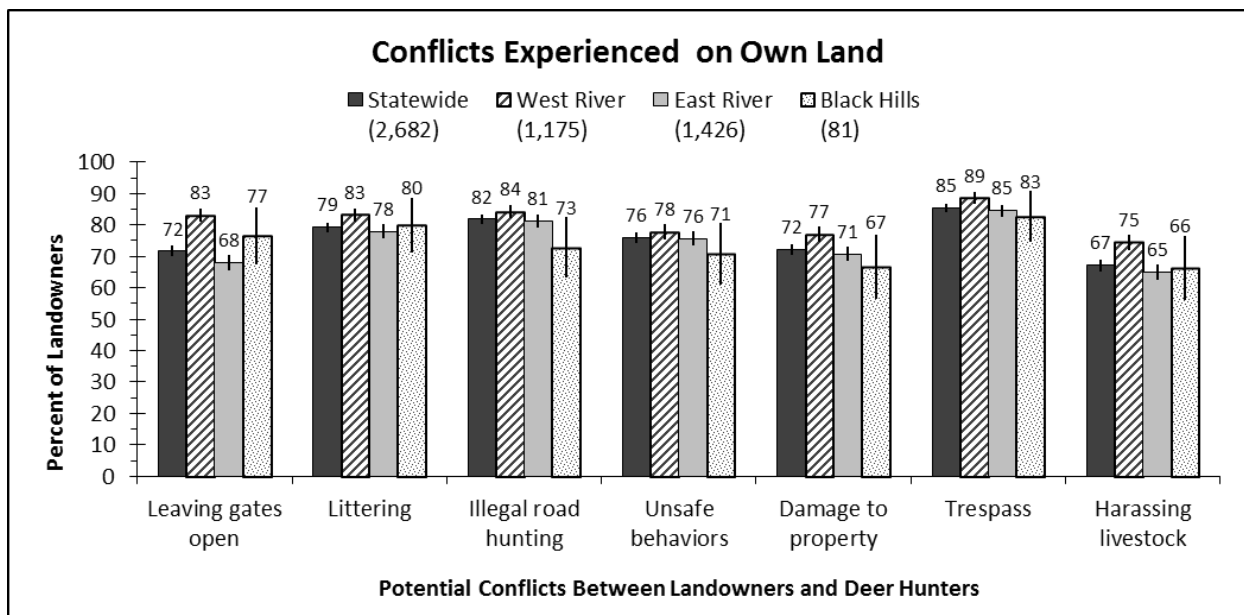 Conflicts Experienced on Own Land
Statewide West River East River Black Hills
(2,682) (1,175) (1,426) (81)
Percent of Landowners
100
90
80
70
60
50
40
30
20
10
0
72 83 68 77
79 83 78 80
82 84 81 73
76 78 76 71
72 77 71 67
85 89 85 83
67 75 65 66
Leaving gates
open
Littering
Illegal road
hunting
Unsafe
behaviors
Damage to
property
Trespass
Harassing
livestock
Potential Conflicts Between Landowners and Deer Hunters